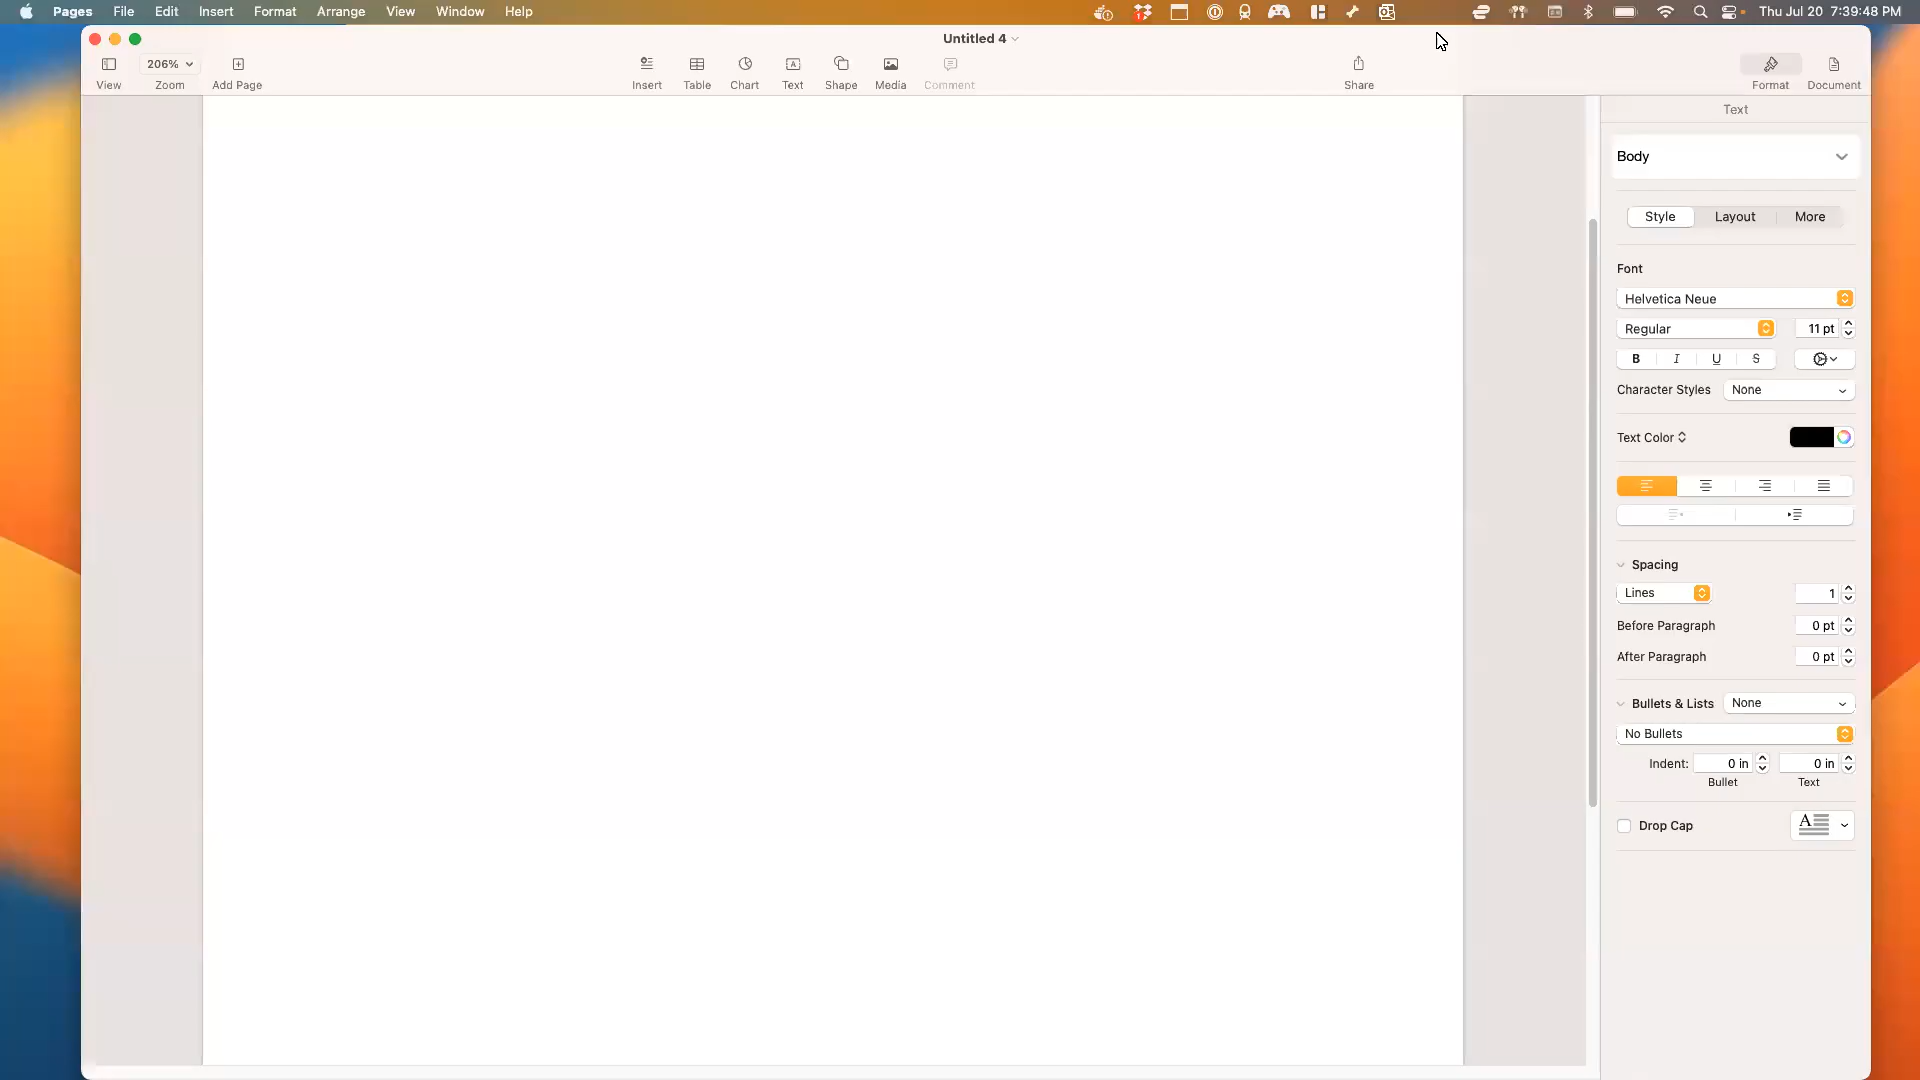 Pages File Edit Insert Format Arrange View Window Help Thu Jul 20 7:39:48 PM
Untitled 4
206%
View Zoom Add Page Insert Table Chart Text Shape Media Comment Share Format Document
Text
Body
Style Layout More
Font
Helvetica Neue
Regular 11 pt
B I U S
Character Styles None
Text Color
Spacing
Lines 1
Before Paragraph 0 pt
After Paragraph 0 pt
Bullets & Lists None
No Bullets
Indent: 0 in 0 in
Bullet Text
Drop Cap A